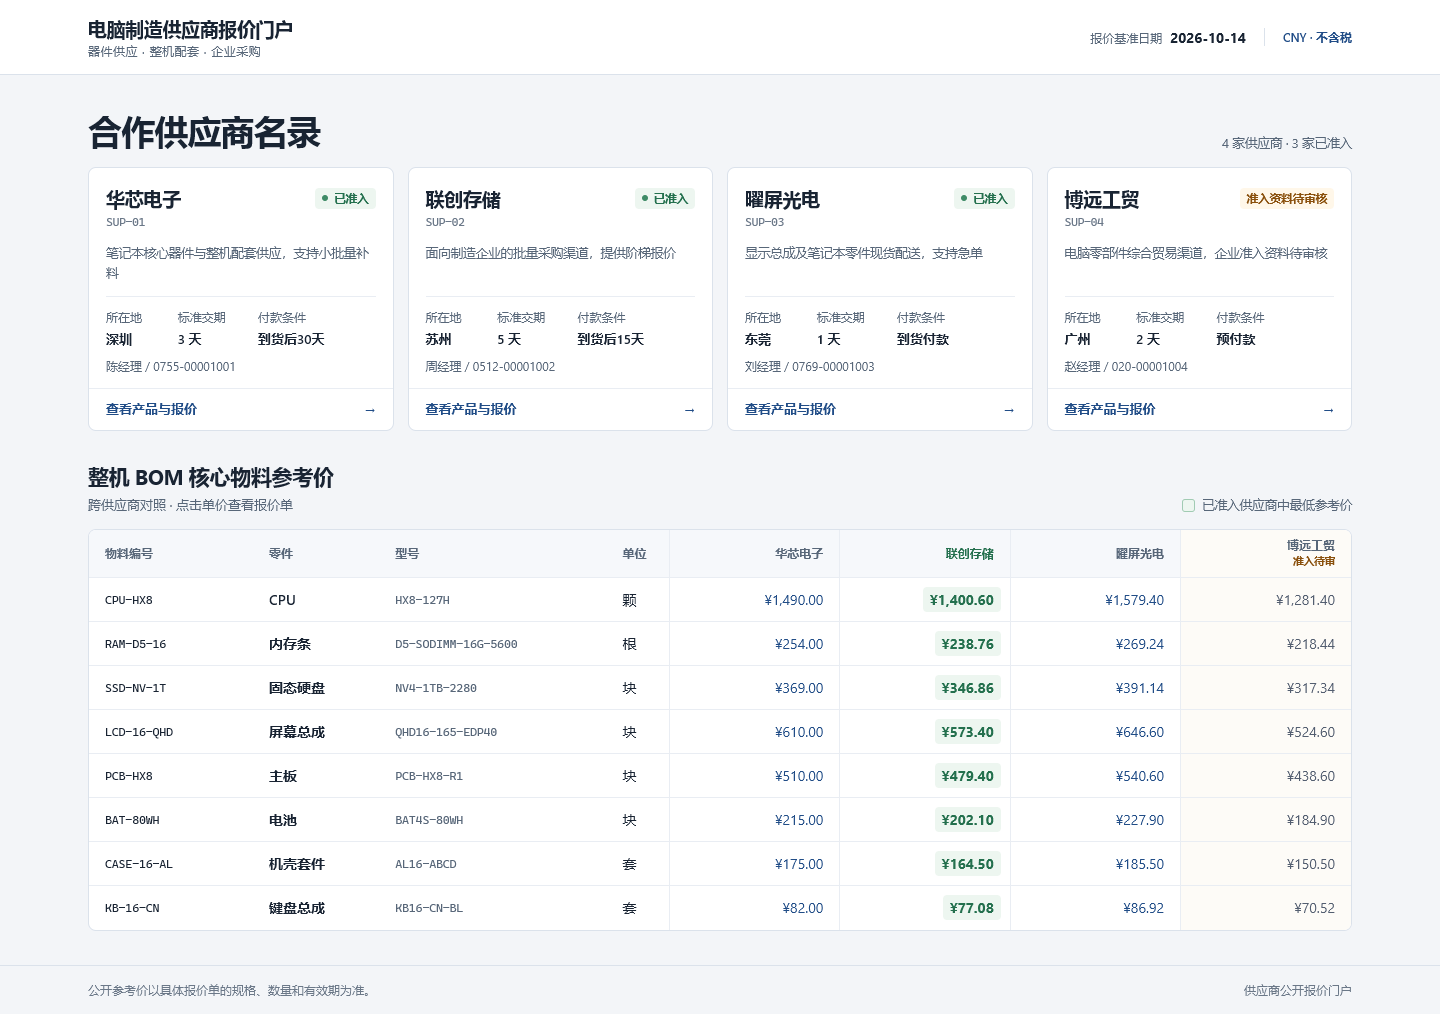 电脑制造供应商报价门户
器件供应 · 整机配套 · 企业采购
报价基准日期 2026-10-14 CNY · 不含税
合作供应商名录
4 家供应商 · 3 家已准入
华芯电子 已准入
SUP-01
笔记本核心器件与整机配套供应，支持小批量补
料
所在地 标准交期 付款条件
深圳 3 天 到货后30天
陈经理 / 0755-00001001
查看产品与报价 →
联创存储 已准入
SUP-02
面向制造企业的批量采购渠道，提供阶梯报价
所在地 标准交期 付款条件
苏州 5 天 到货后15天
周经理 / 0512-00001002
查看产品与报价 →
曜屏光电 已准入
SUP-03
显示总成及笔记本零件现货配送，支持急单
所在地 标准交期 付款条件
东莞 1 天 到货付款
刘经理 / 0769-00001003
查看产品与报价 →
博远工贸 准入资料待审核
SUP-04
电脑零部件综合贸易渠道，企业准入资料待审核
所在地 标准交期 付款条件
广州 2 天 预付款
赵经理 / 020-00001004
查看产品与报价 →
整机 BOM 核心物料参考价
跨供应商对照 · 点击单价查看报价单
已准入供应商中最低参考价
物料编号 零件 型号 单位 华芯电子 联创存储 曜屏光电 博远工贸
准入待审
CPU-HX8 CPU HX8-127H 颗 ¥1,490.00 ¥1,400.60 ¥1,579.40 ¥1,281.40
RAM-D5-16 内存条 D5-SODIMM-16G-5600 根 ¥254.00 ¥238.76 ¥269.24 ¥218.44
SSD-NV-1T 固态硬盘 NV4-1TB-2280 块 ¥369.00 ¥346.86 ¥391.14 ¥317.34
LCD-16-QHD 屏幕总成 QHD16-165-EDP40 块 ¥610.00 ¥573.40 ¥646.60 ¥524.60
PCB-HX8 主板 PCB-HX8-R1 块 ¥510.00 ¥479.40 ¥540.60 ¥438.60
BAT-80WH 电池 BAT4S-80WH 块 ¥215.00 ¥202.10 ¥227.90 ¥184.90
CASE-16-AL 机壳套件 AL16-ABCD 套 ¥175.00 ¥164.50 ¥185.50 ¥150.50
KB-16-CN 键盘总成 KB16-CN-BL 套 ¥82.00 ¥77.08 ¥86.92 ¥70.52
公开参考价以具体报价单的规格、数量和有效期为准。
供应商公开报价门户